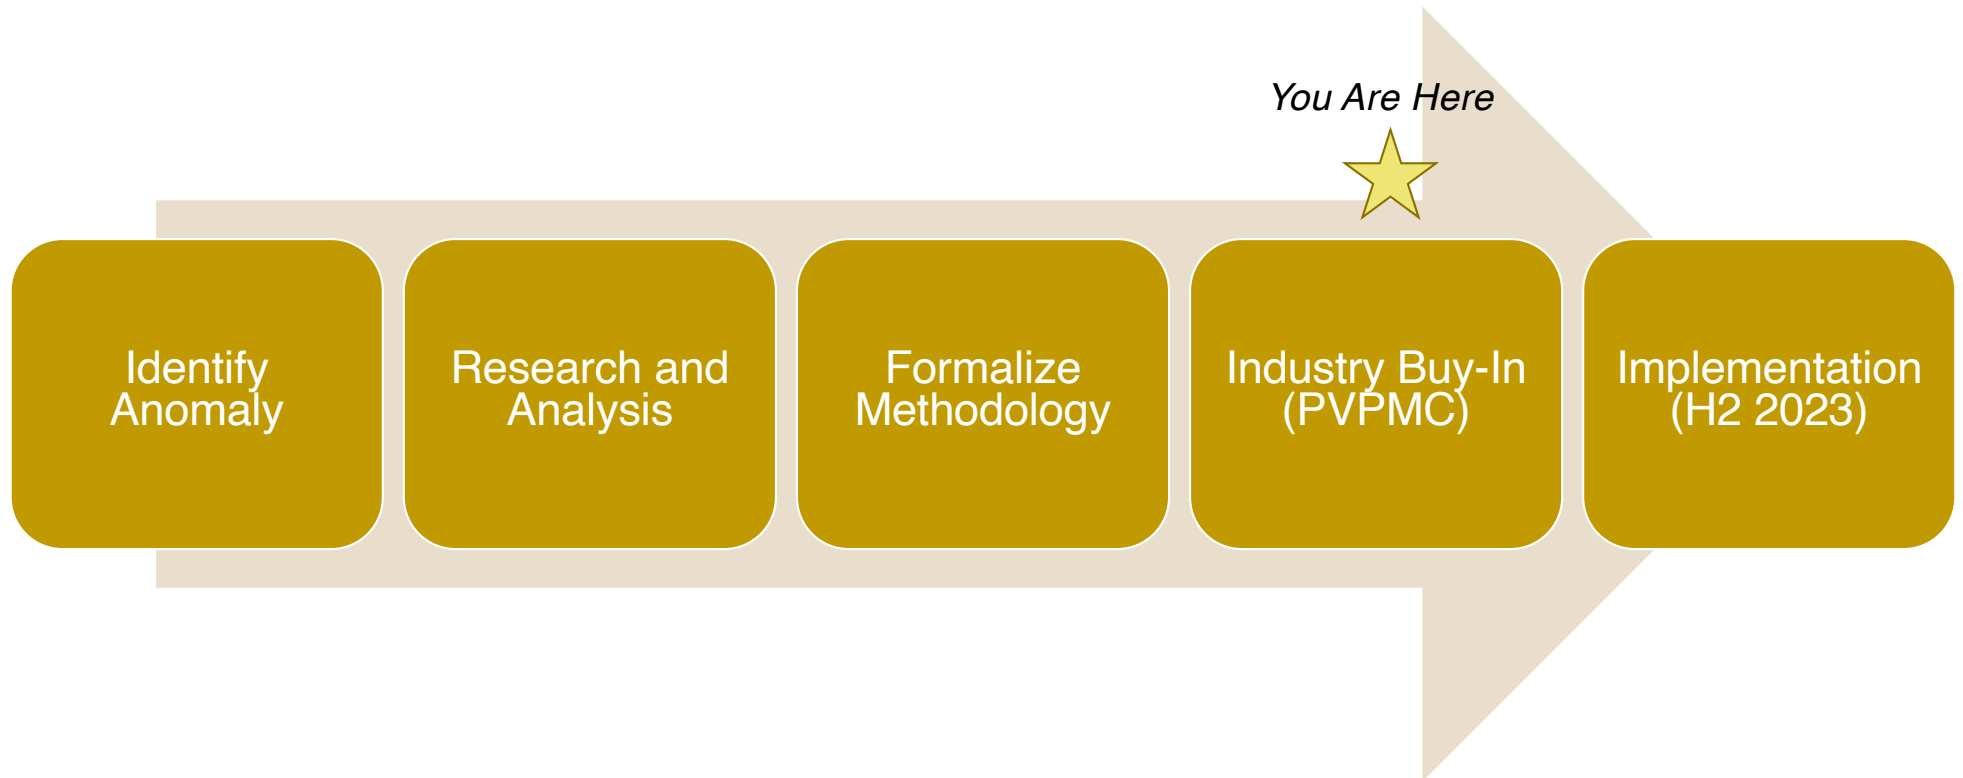 You Are Here
Identify
Anomaly
Research and
Analysis
Formalize
Methodology
Industry Buy-In
(PVPMC)
Implementation
(H2 2023)